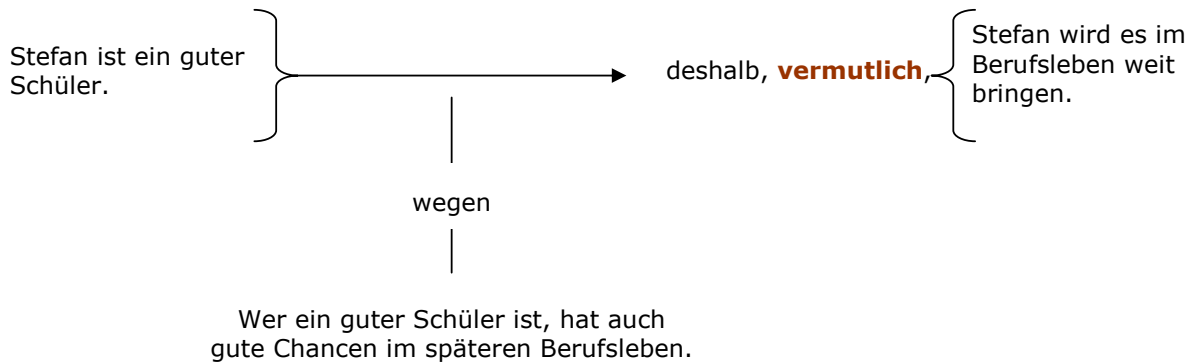 Stefan ist ein guter
Schüler.
deshalb, vermutlich,
Stefan wird es im
Berufsleben weit
bringen.
wegen
Wer ein guter Schüler ist, hat auch
gute Chancen im späteren Berufsleben.